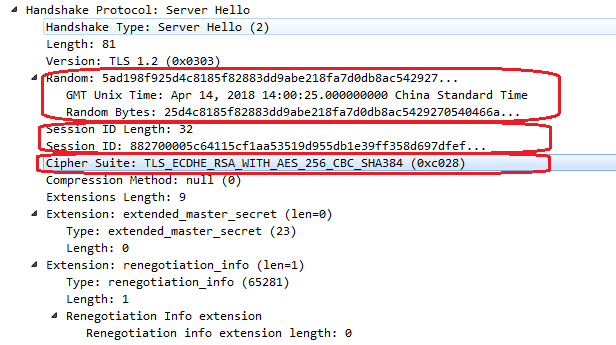 Handshake Protocol: Server Hello
Handshake Type: Server Hello (2)
Length: 81
Version: TLS 1.2 (0x0303)
Random: 5ad198f925d4c8185f82883dd9abe218fa7d0db8ac542927...
GMT Unix Time: Apr 14, 2018 14:00:25.000000000 China Standard Time
Random Bytes: 25d4c8185f82883dd9abe218fa7d0db8ac5429270540466a...
Session ID Length: 32
Session ID: 882700005c64115cf1aa53519d955db1e39ff358d697dfef...
Cipher Suite: TLS_ECDHE_RSA_WITH_AES_256_CBC_SHA384 (0xc028)
Compression Method: null (0)
Extensions Length: 9
Extension: extended_master_secret (len=0)
Type: extended_master_secret (23)
Length: 0
Extension: renegotiation_info (len=1)
Type: renegotiation_info (65281)
Length: 1
Renegotiation Info extension
Renegotiation info extension length: 0